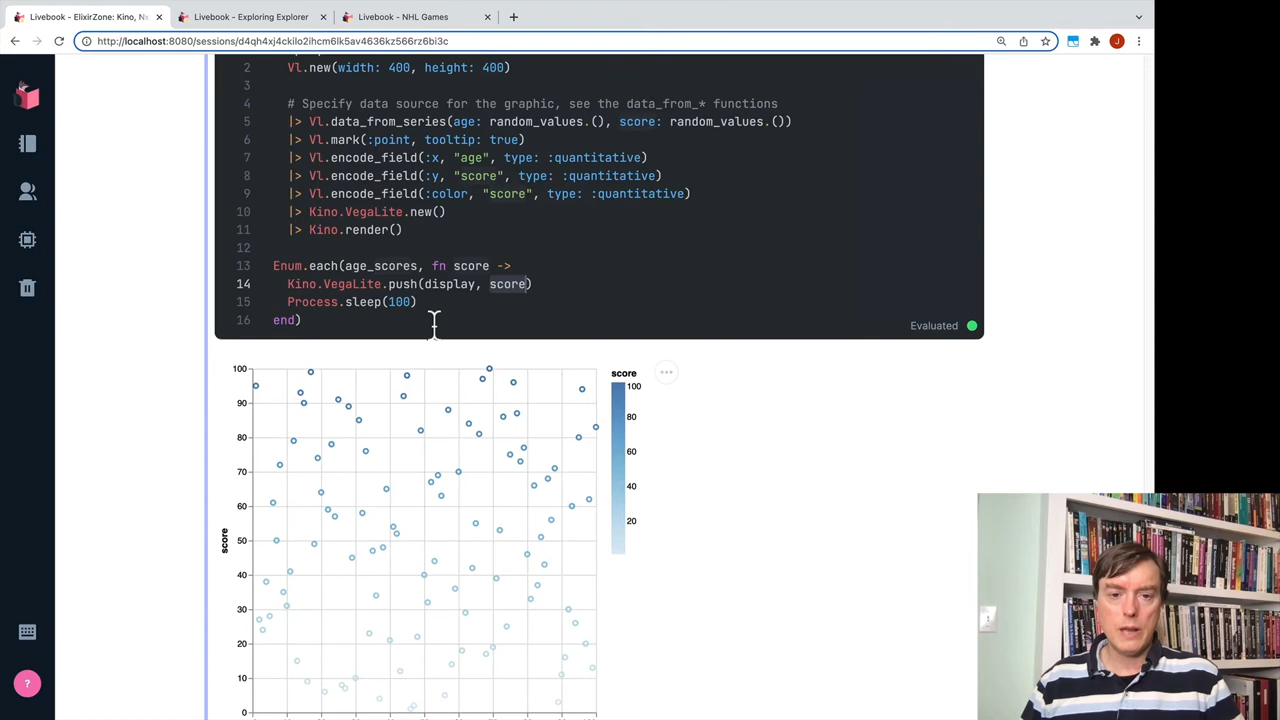 Livebook - ElixirZone: Kino, Nx
Livebook - Exploring Explorer
Livebook - NHL Games
http://localhost:8080/sessions/d4qh4xj4ckilo2ihcm6lk5av4636kz566rz6bi3c
J
2 Vl.new(width: 400, height: 400)
3
4 # Specify data source for the graphic, see the data_from_* functions
5 |> Vl.data_from_series(age: random_values.(), score: random_values.())
6 |> Vl.mark(:point, tooltip: true)
7 |> Vl.encode_field(:x, "age", type: :quantitative)
8 |> Vl.encode_field(:y, "score", type: :quantitative)
9 |> Vl.encode_field(:color, "score", type: :quantitative)
10 |> Kino.VegaLite.new()
11 |> Kino.render()
12
13 Enum.each(age_scores, fn score ->
14 Kino.VegaLite.push(display, score)
15 Process.sleep(100)
16 end)
Evaluated
100
90
80
70
60
50
40
30
20
10
0
score
score
100
80
60
40
20
?